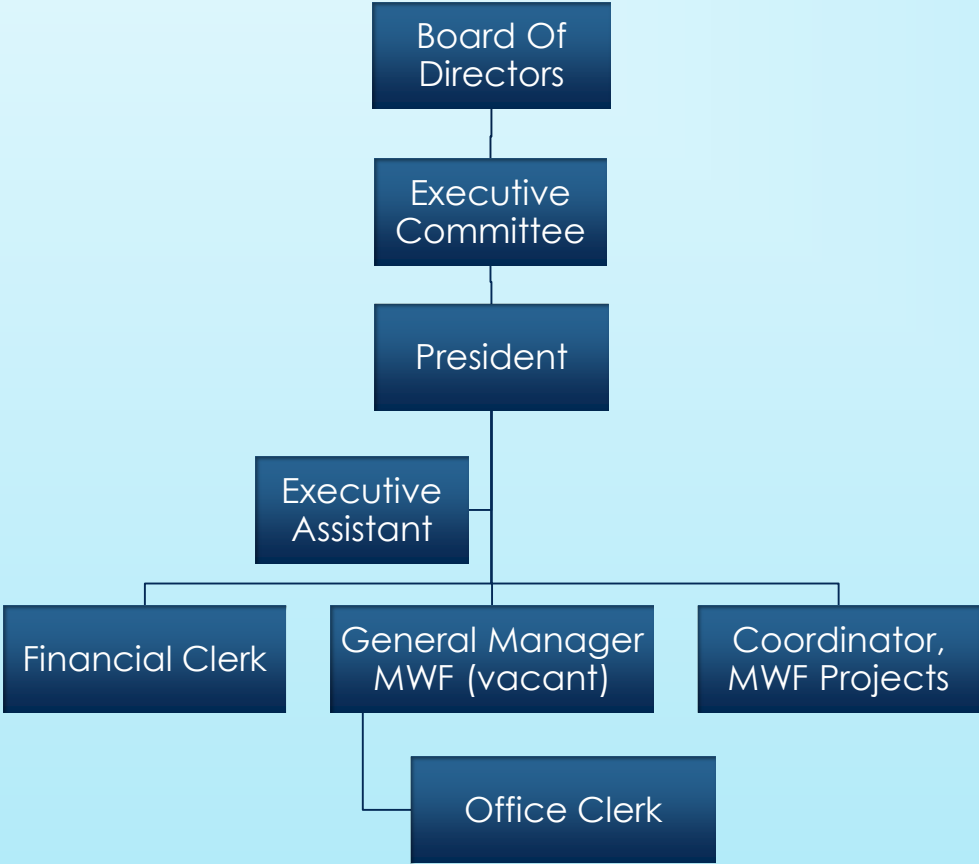 Board Of
Directors
Executive
Committee
President
Executive
Assistant
Financial Clerk
General Manager
MWF (vacant)
Coordinator,
MWF Projects
Office Clerk